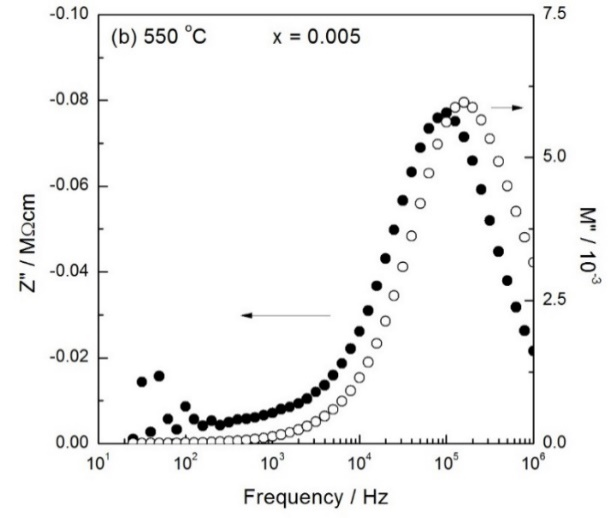 -0.10
7.5
(b) 550 °C x = 0.005
-0.08
5.0
-0.06
Z" / MΩcm
M" / 10⁻³
-0.04
2.5
-0.02
0.00
0.0
10¹ 10² 10³ 10⁴ 10⁵ 10⁶
Frequency / Hz